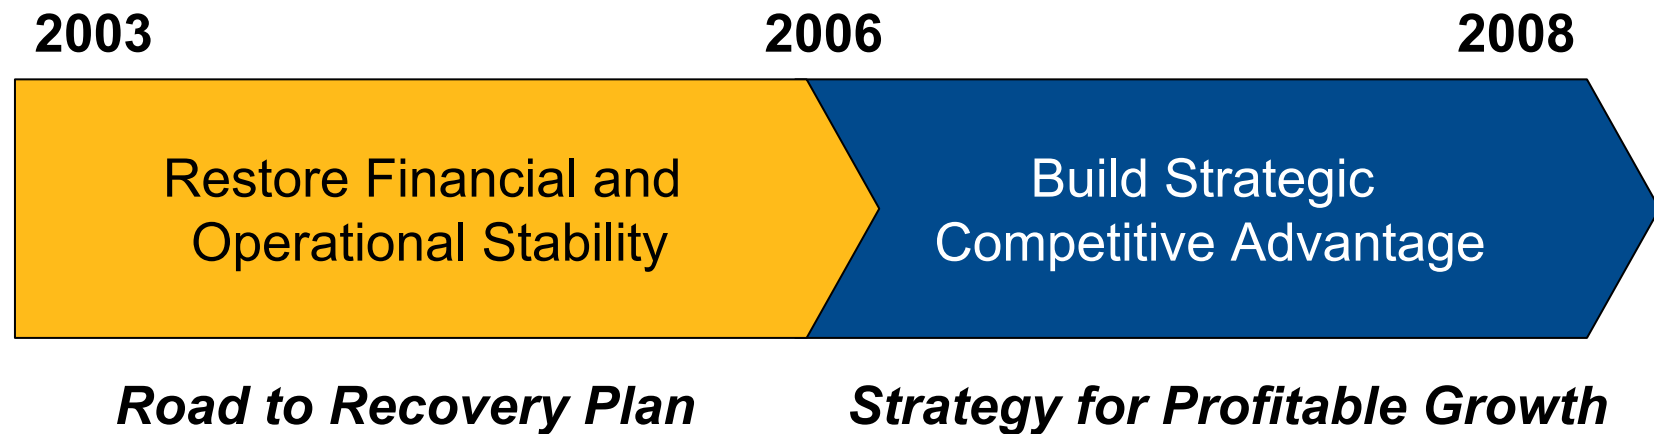 2003 2006 2008
Restore Financial and
Operational Stability
Build Strategic
Competitive Advantage
Road to Recovery Plan
Strategy for Profitable Growth